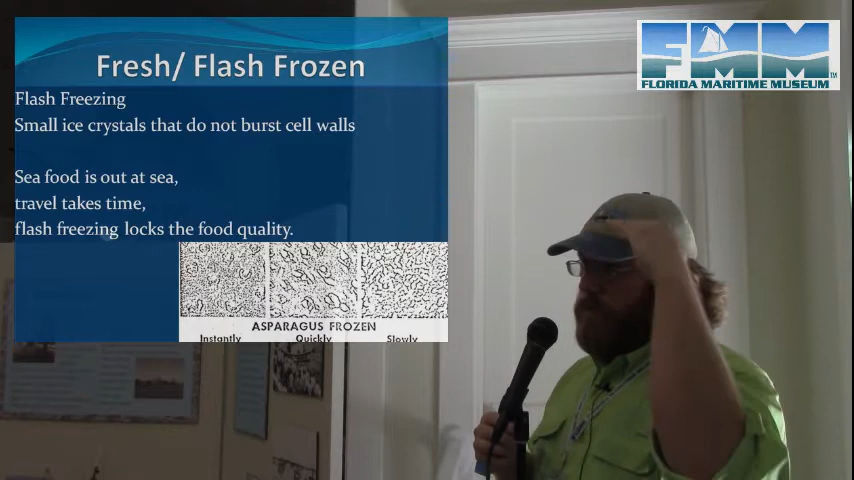 Fresh/ Flash Frozen
Flash Freezing
Small ice crystals that do not burst cell walls
Sea food is out at sea,
travel takes time,
flash freezing locks the food quality.
ASPARAGUS FROZEN
Instantly Quickly Slowly
FMM
FLORIDA MARITIME MUSEUM
TM